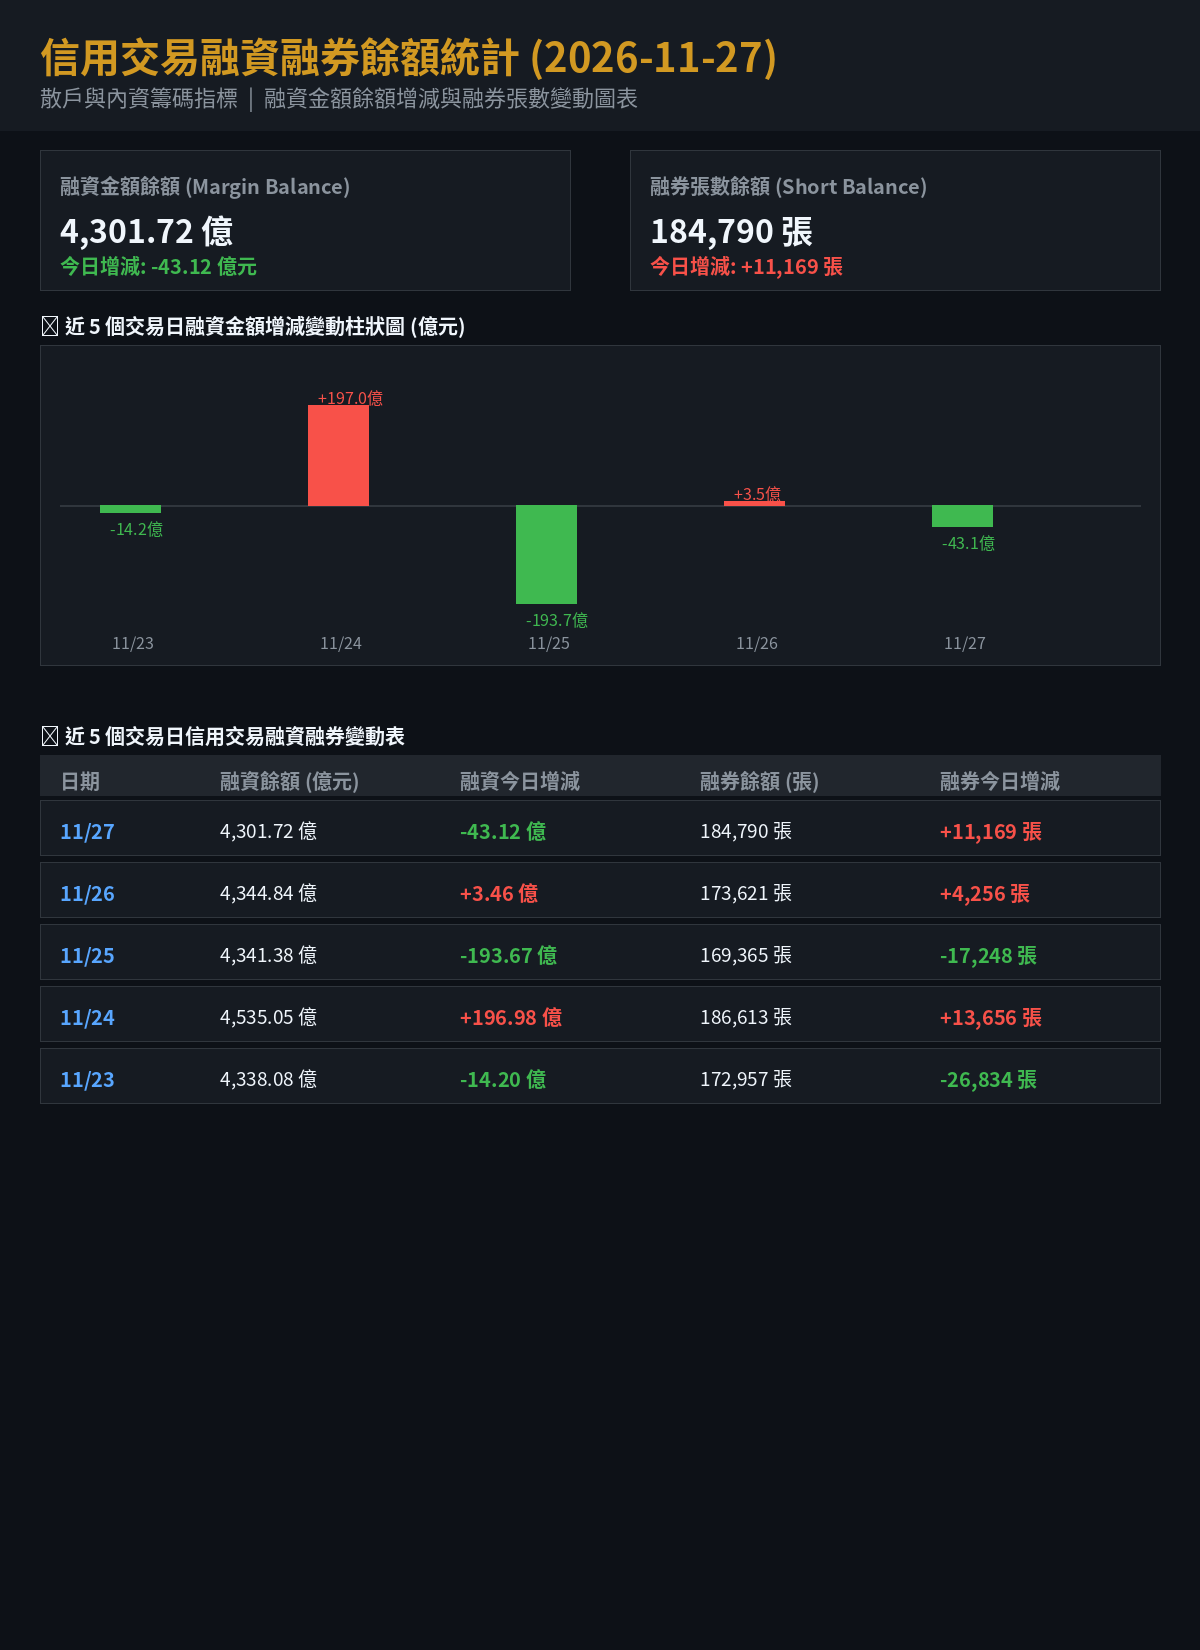 信用交易融資融券餘額統計 (2026-11-27)
散戶與內資籌碼指標 | 融資金額餘額增減與融券張數變動圖表
融資金額餘額 (Margin Balance)
4,301.72 億
今日增減: -43.12 億元
融券張數餘額 (Short Balance)
184,790 張
今日增減: +11,169 張
近 5 個交易日融資金額增減變動柱狀圖 (億元)
-14.2億
+197.0億
-193.7億
+3.5億
-43.1億
11/23 11/24 11/25 11/26 11/27
近 5 個交易日信用交易融資融券變動表
日期 融資餘額 (億元) 融資今日增減 融券餘額 (張) 融券今日增減
11/27 4,301.72 億 -43.12 億 184,790 張 +11,169 張
11/26 4,344.84 億 +3.46 億 173,621 張 +4,256 張
11/25 4,341.38 億 -193.67 億 169,365 張 -17,248 張
11/24 4,535.05 億 +196.98 億 186,613 張 +13,656 張
11/23 4,338.08 億 -14.20 億 172,957 張 -26,834 張